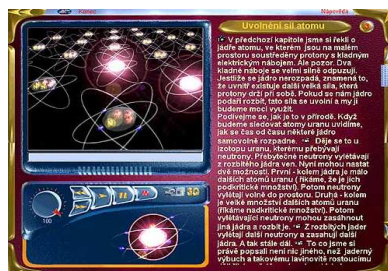 Konec
Nápověda
Uvolnění sil atomu
V předchozí kapitole jsme si řekli o
jádře atomu, ve kterém jsou na malém
prostoru soustředěny protony s kladným
elektrickým nábojem. Ale pozor. Dva
kladné náboje se velmi silně odpuzují.
Jestliže se jádro nerozpadá, znamená to,
že uvnitř existuje další velká síla, která
protony drží při sobě. Pokud se nám jádro
podaří rozbít, tato síla se uvolní a my ji
budeme moci využít.
Podívejme se, jak je to v přírodě. Když
budeme sledovat atomy uranu uvidíme,
jak se čas od času některé jádro
samovolně rozpadne. Děje se to u
izotopu uranu, kterému přebývají
neutrony. Přebytečné neutrony vylétávají
z rozbitého jádra ven. Nyní mohou nastat
dvě možnosti. První - kolem jádra je málo
dalších atomů uranu (říkáme, že je jejich
podkritické množství). Potom neutrony
vylétají volně do prostoru. Druhá - kolem
je velké množství dalších atomů uranu
(říkáme nadkritické množství). Potom
vylétávající neutrony mohou zasáhnout
jiná jádra a rozbít je. Z rozbitých jader
vylétají další neutrony a zasahují další
jádra. A tak stále dál. To co jsme si
právě popsali není nic jiného, než jaderný
výbuch a takovému lavinovitě rostoucímu
100
3D